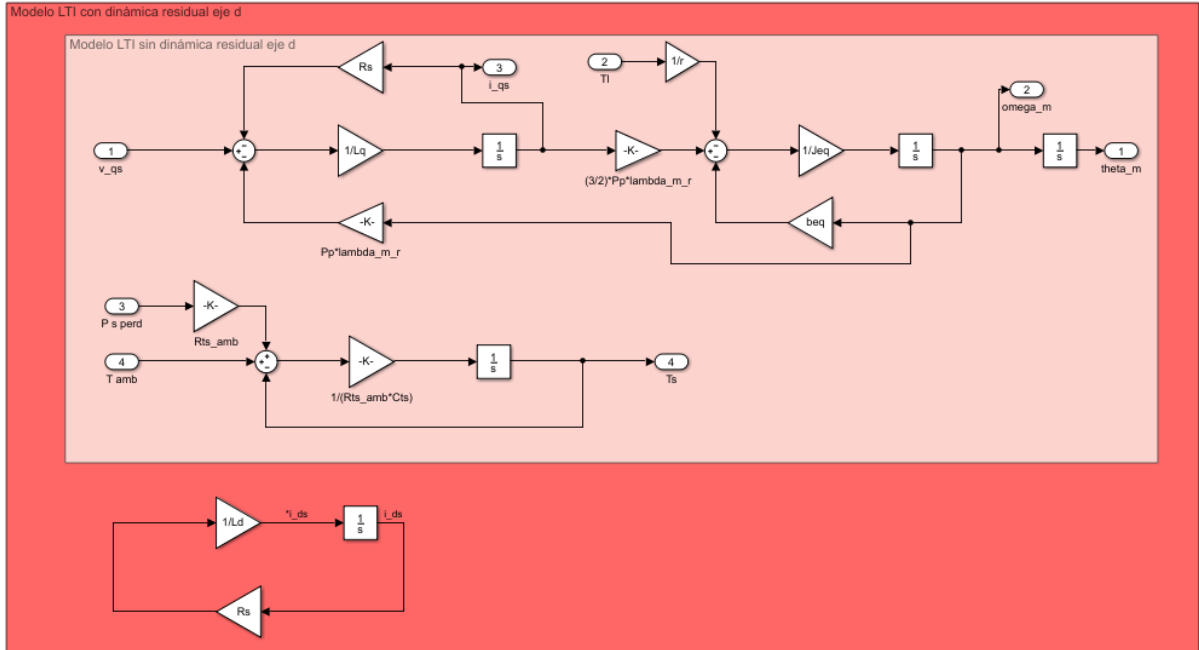 Modelo LTI con dinámica residual eje d
Modelo LTI sin dinámica residual eje d
Rs
3
i_qs
2
Tl
1/r
2
omega_m
1
v_qs
+
−
−
1/Lq
1
s
-K-
(3/2)*Pp*lambda_m_r
+
−
−
1/Jeq
1
s
1
s
1
theta_m
-K-
Pp*lambda_m_r
beq
3
P s perd
-K-
Rts_amb
4
T amb
+
+
−
-K-
1/(Rts_amb*Cts)
1
s
4
Ts
1/Ld
*i_ds
1
s
i_ds
Rs